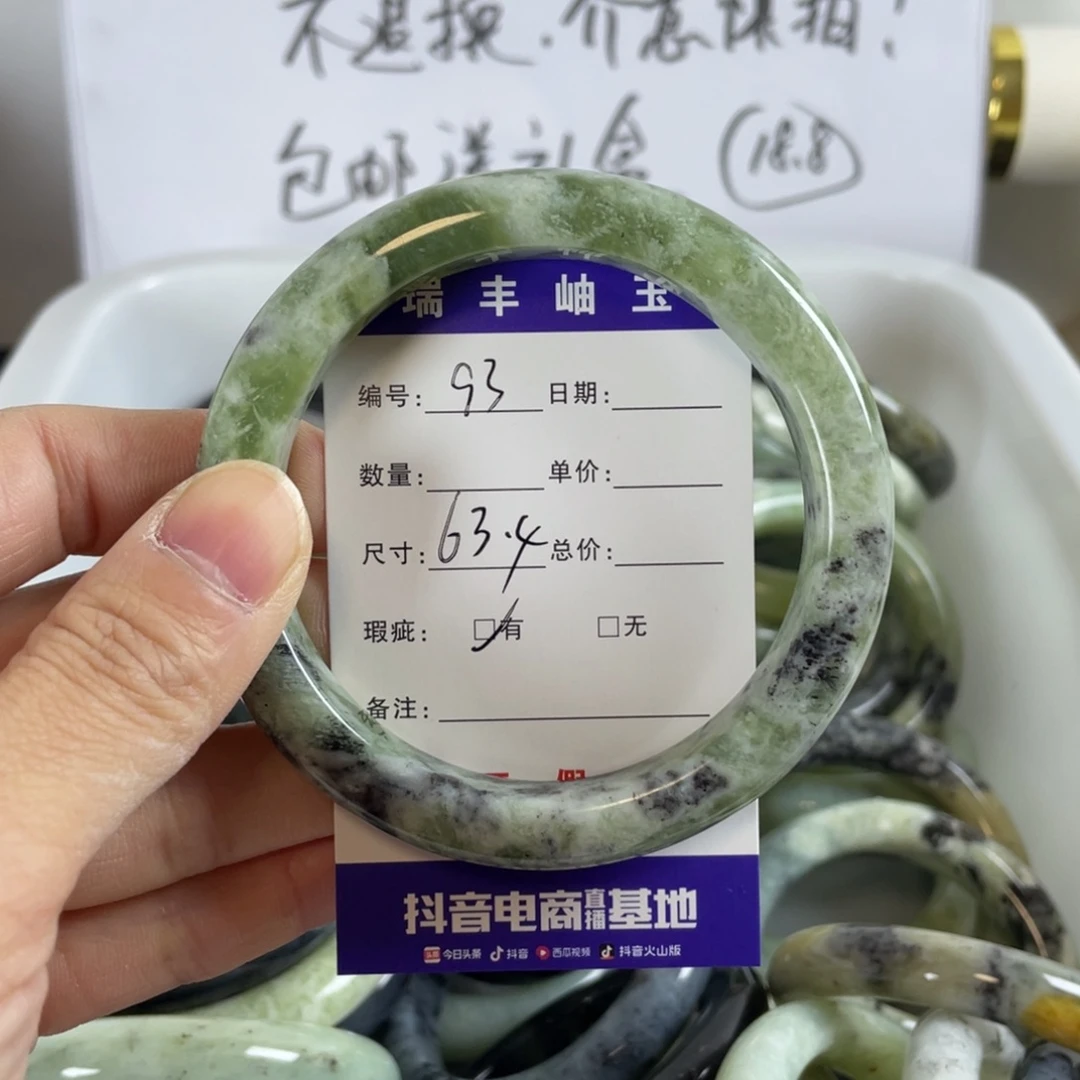 不退换.介意慎拍!
包邮送礼盒 18.8
瑞丰岫玉
编号: 93 日期:
数量: 单价:
尺寸: 63.4 总价:
瑕疵: □有 □无
备注:
抖音电商直播基地
头条 今日头条 抖音 西瓜视频 抖音火山版